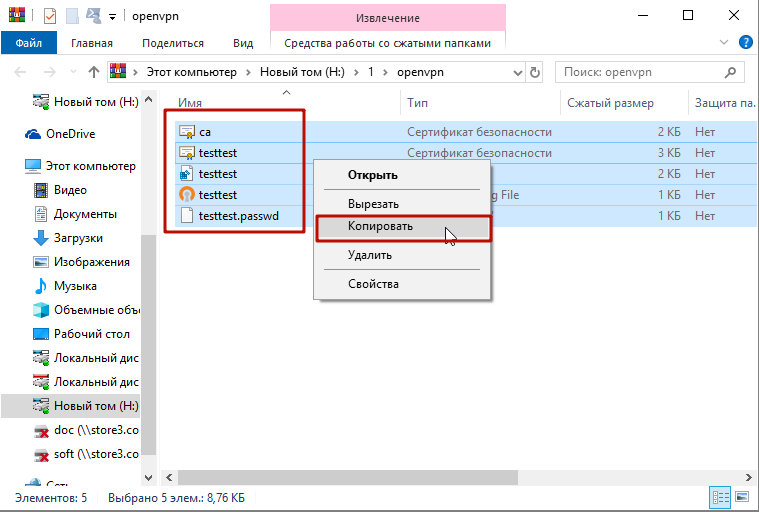 openvpn
Извлечение
Файл Главная Поделиться Вид Средства работы со сжатыми папками
Этот компьютер Новый том (H:) 1 openvpn
Поиск: openvpn
Новый том (H:)
OneDrive
Этот компьютер
Видео
Документы
Загрузки
Изображения
Музыка
Объемные объ
Рабочий стол
Локальный дис
Локальный дис
Новый том (H:)
doc (\\store3.co
soft (\\store3.co
Сеть
Имя Тип Сжатый размер Защита па...
ca Сертификат безопасности 2 КБ Нет
testtest Сертификат безопасности 3 КБ Нет
testtest 2 КБ Нет
testtest g File 1 КБ Нет
testtest.passwd 1 КБ Нет
Открыть
Вырезать
Копировать
Удалить
Свойства
Элементов: 5 Выбрано 5 элем.: 8,76 КБ